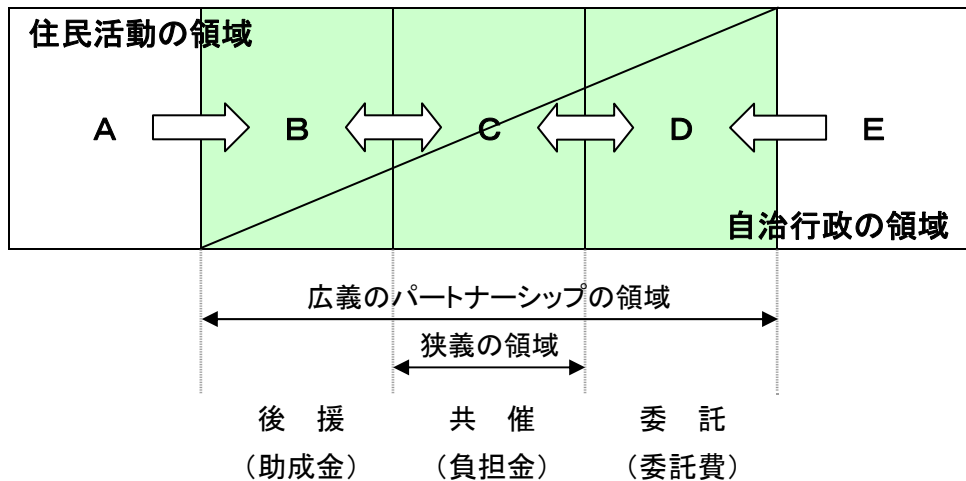 住民活動の領域
A B C D E
自治行政の領域
広義のパートナーシップの領域
狭義の領域
後 援 共 催 委 託
(助成金) (負担金) (委託費)